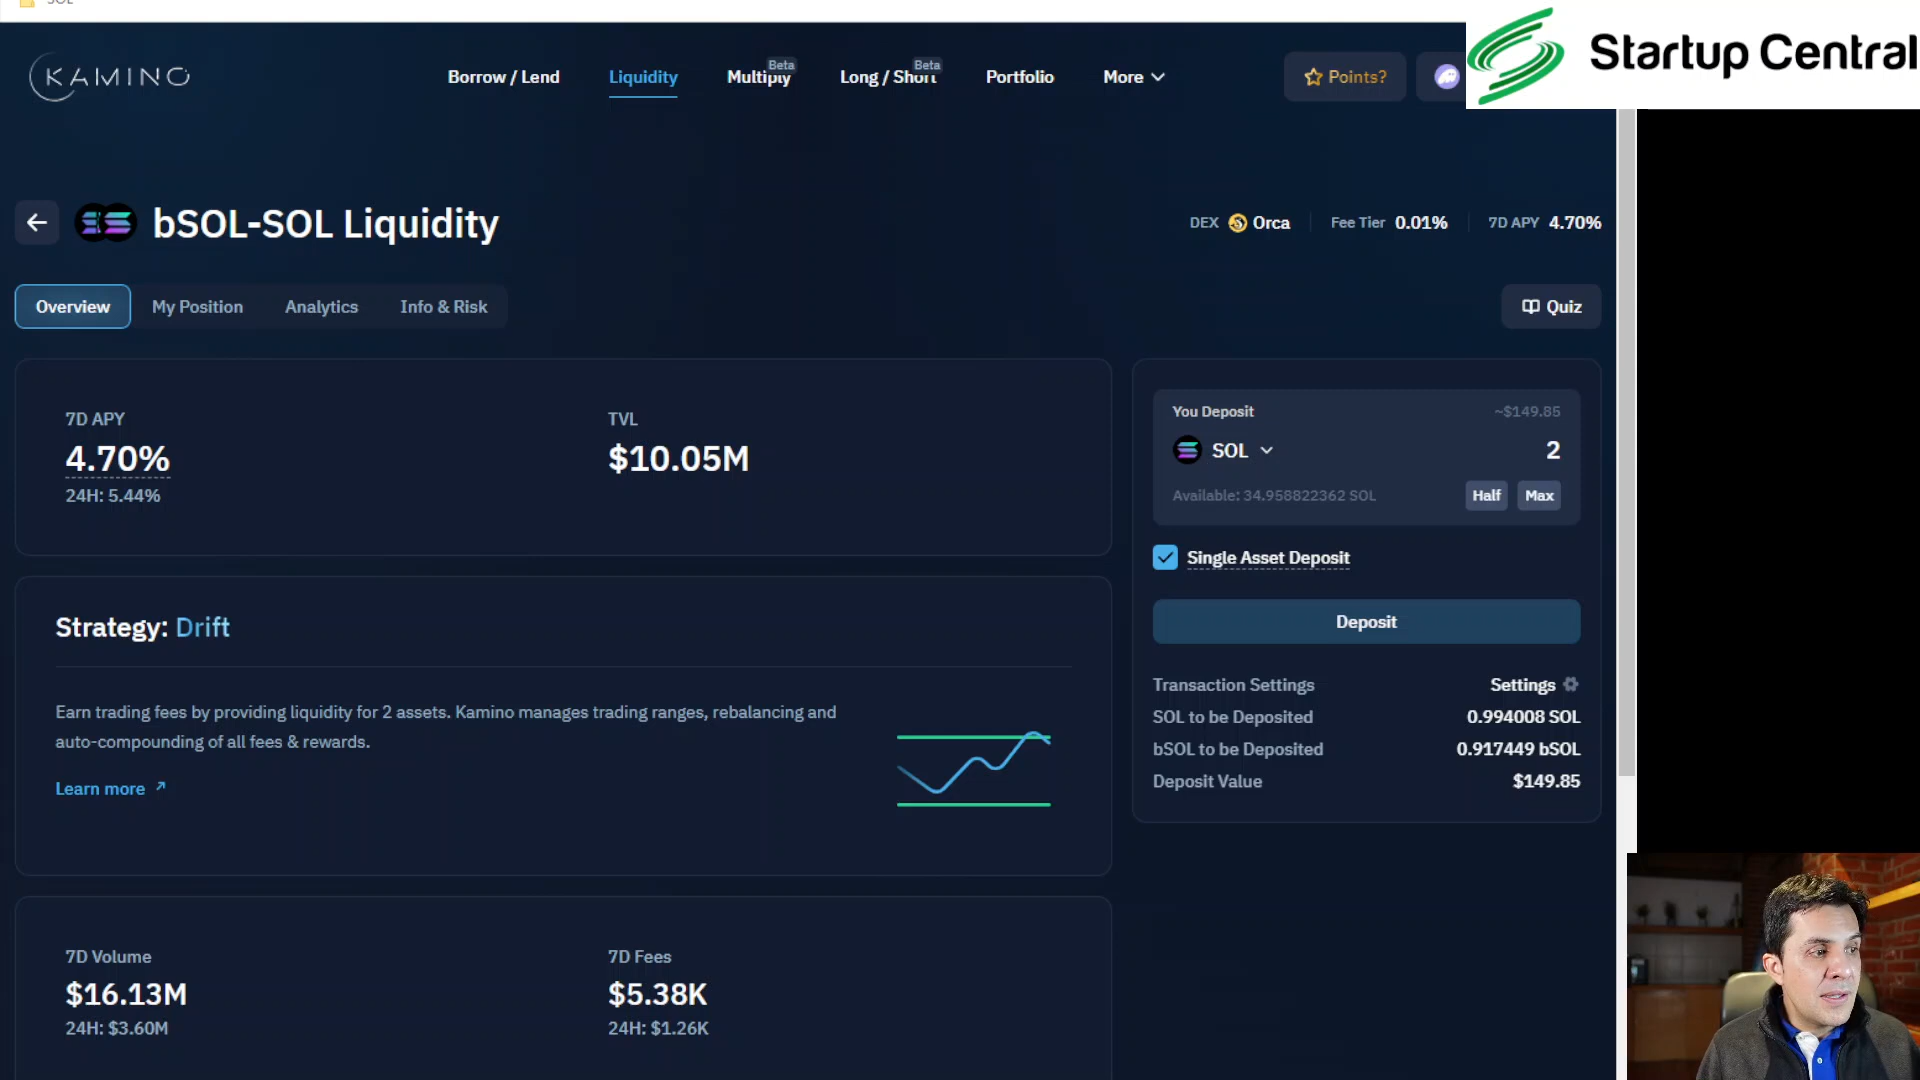 SOL
KAMINO
Borrow / Lend
Liquidity
Multiply
Beta
Long / Short
Beta
Portfolio
More
Points?
Startup Central
bSOL-SOL Liquidity
DEX Orca
Fee Tier 0.01%
7D APY 4.70%
Overview
My Position
Analytics
Info & Risk
Quiz
7D APY
4.70%
24H: 5.44%
TVL
$10.05M
You Deposit
~$149.85
SOL
2
Available: 34.958822362 SOL
Half
Max
Single Asset Deposit
Deposit
Transaction Settings
Settings
SOL to be Deposited
0.994008 SOL
bSOL to be Deposited
0.917449 bSOL
Deposit Value
$149.85
Strategy: Drift
Earn trading fees by providing liquidity for 2 assets. Kamino manages trading ranges, rebalancing and
auto-compounding of all fees & rewards.
Learn more
7D Volume
$16.13M
24H: $3.60M
7D Fees
$5.38K
24H: $1.26K